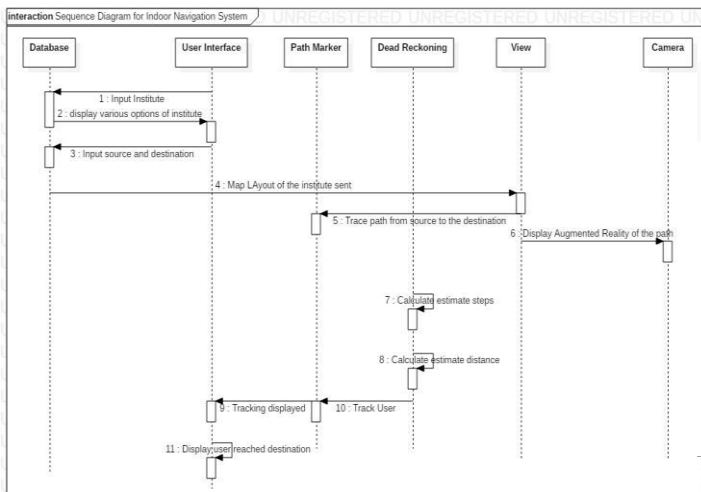 interaction Sequence Diagram for Indoor Navigation System
UNREGISTERED UNREGISTERED UNREGISTERED UN
Database
User Interface
Path Marker
Dead Reckoning
View
Camera
1 : Input Institute
2 : display various options of institute
3 : Input source and destination
4 : Map LAyout of the institute sent
5 : Trace path from source to the destination
6 : Display Augmented Reality of the path
7 : Calculate estimate steps
8 : Calculate estimate distance
9 : Tracking displayed
10 : Track User
11 : Display user reached destination